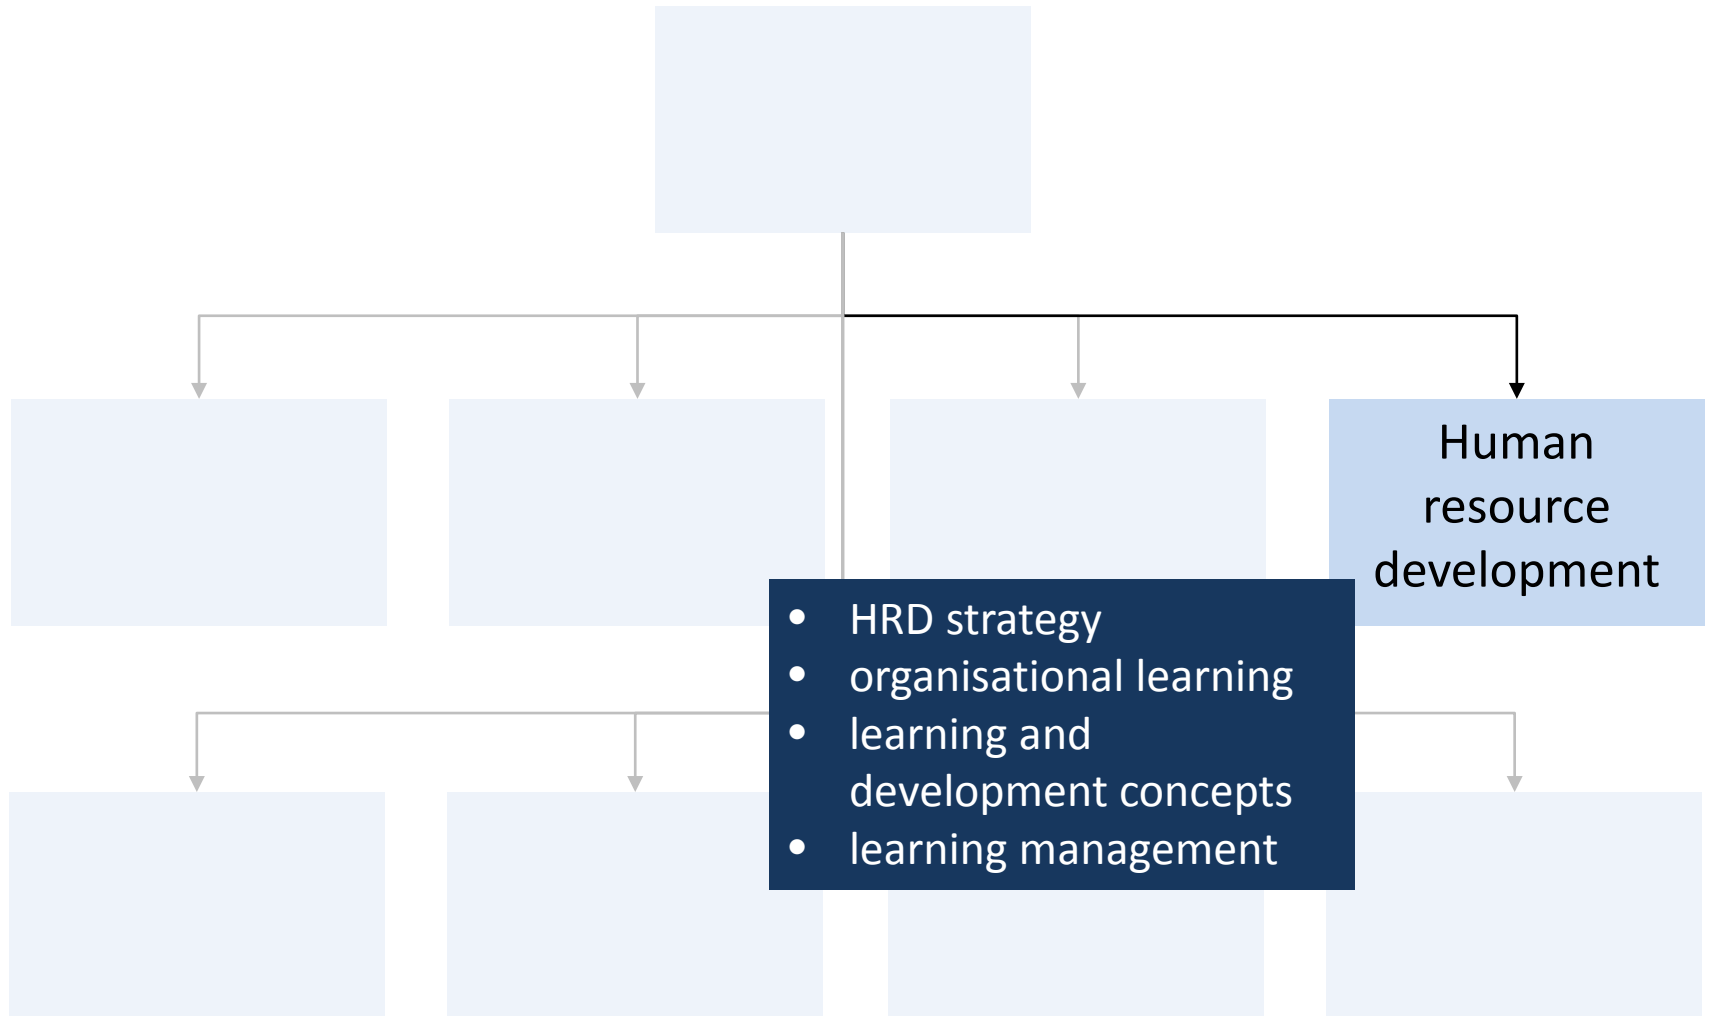 Human
resource
development
• HRD strategy
• organisational learning
• learning and
development concepts
• learning management